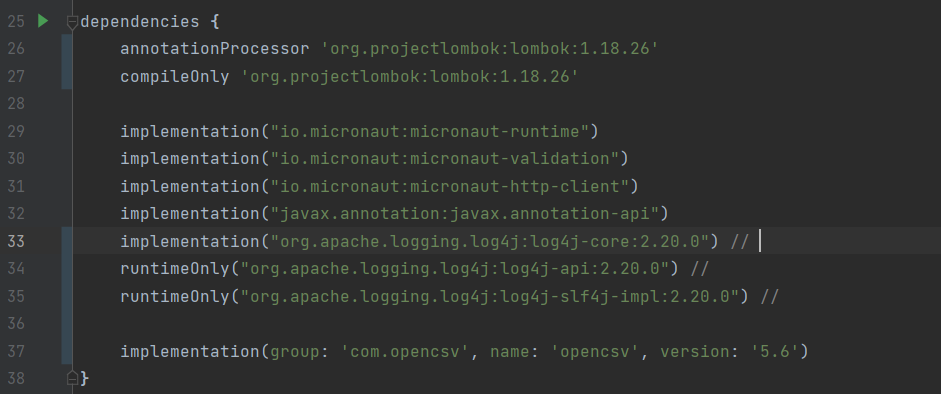 25 dependencies {
26 annotationProcessor 'org.projectlombok:lombok:1.18.26'
27 compileOnly 'org.projectlombok:lombok:1.18.26'
28
29 implementation("io.micronaut:micronaut-runtime")
30 implementation("io.micronaut:micronaut-validation")
31 implementation("io.micronaut:micronaut-http-client")
32 implementation("javax.annotation:javax.annotation-api")
33 implementation("org.apache.logging.log4j:log4j-core:2.20.0") //
34 runtimeOnly("org.apache.logging.log4j:log4j-api:2.20.0") //
35 runtimeOnly("org.apache.logging.log4j:log4j-slf4j-impl:2.20.0") //
36
37 implementation(group: 'com.opencsv', name: 'opencsv', version: '5.6')
38 }